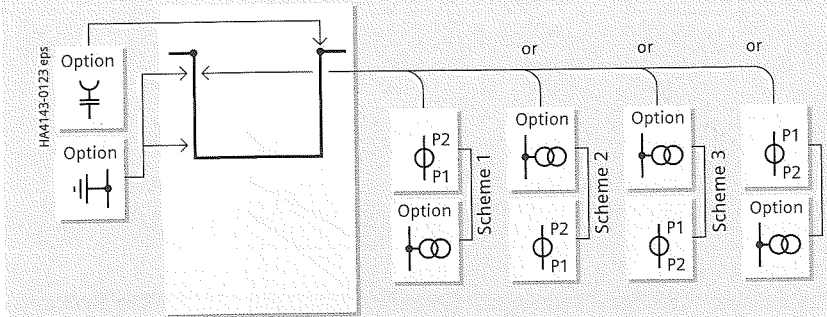 HA4143-0123 eps
Option
Option
or
or
or
P2
P1
Option
Scheme 1
Option
P2
P1
Scheme 2
Option
P1
P2
Scheme 3
P1
P2
Option